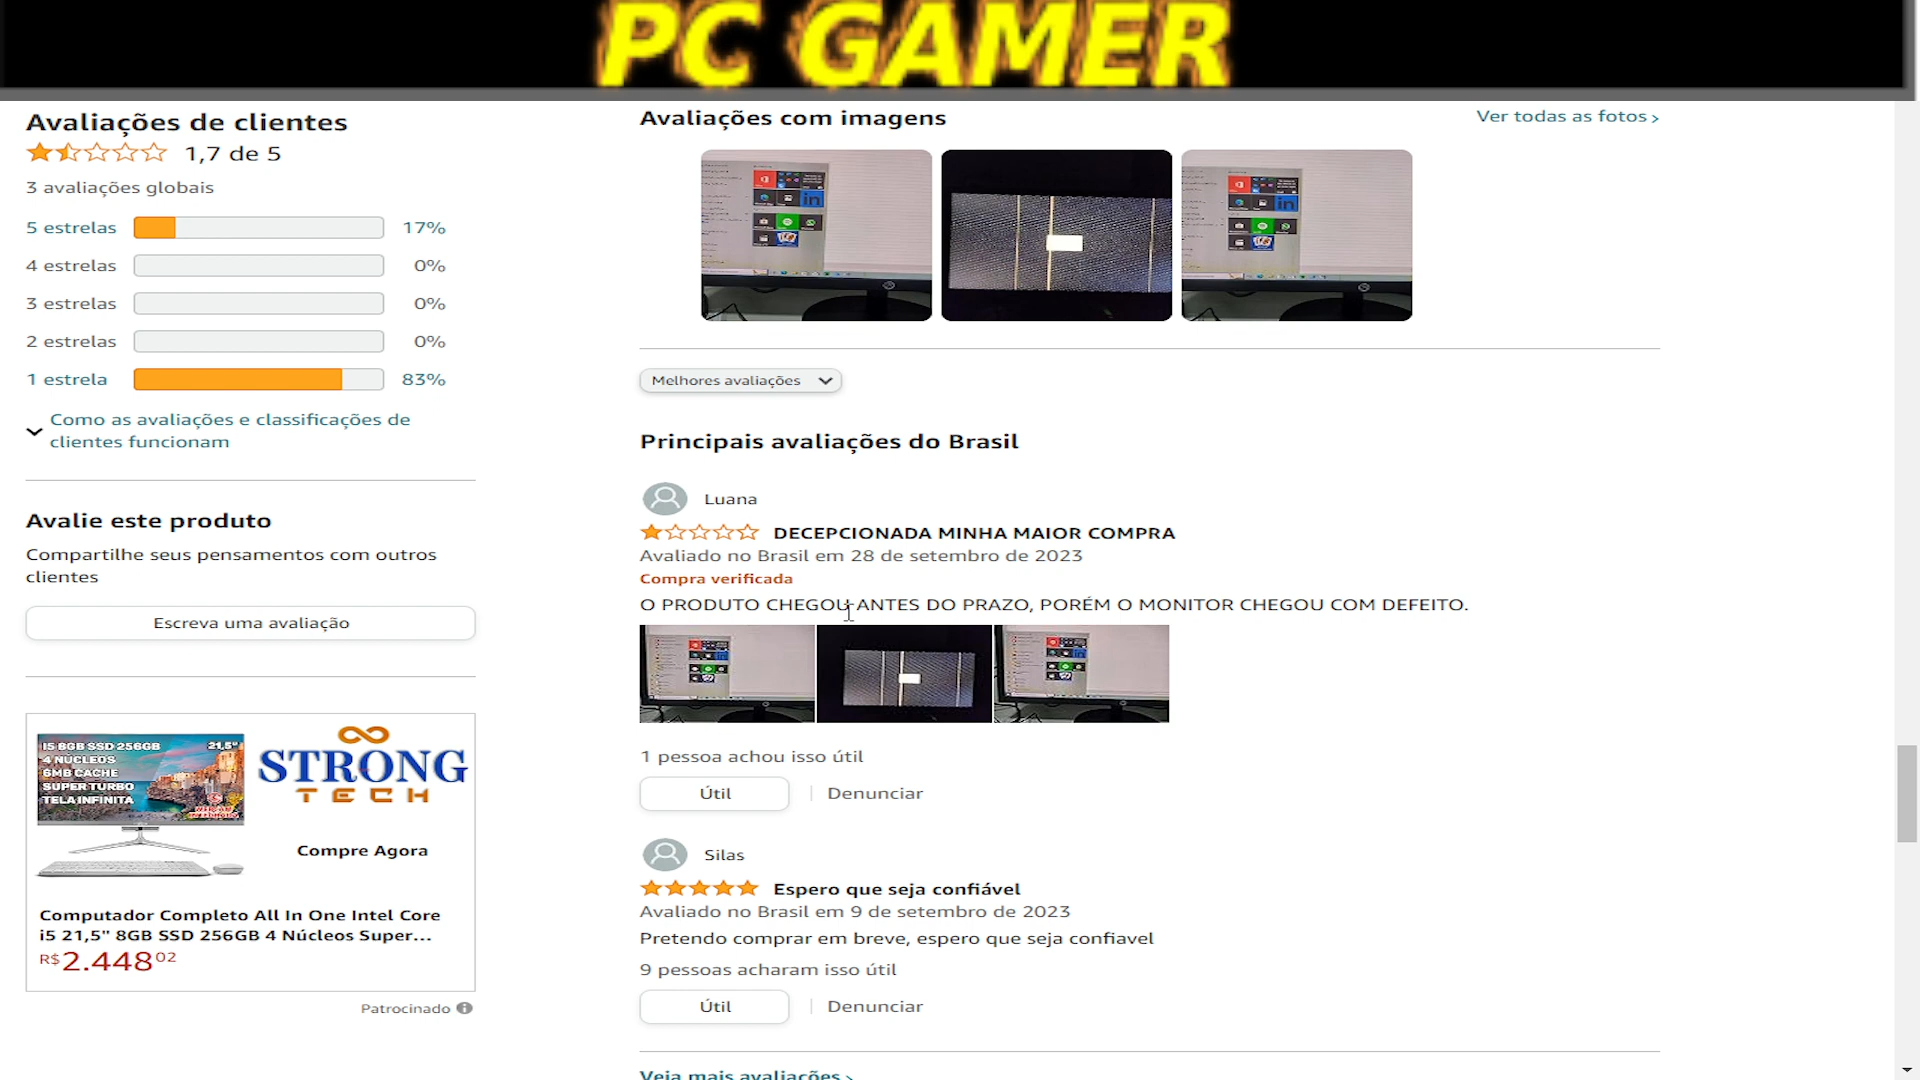 PC GAMER
Avaliações de clientes
1,7 de 5
3 avaliações globais
5 estrelas 17%
4 estrelas 0%
3 estrelas 0%
2 estrelas 0%
1 estrela 83%
Como as avaliações e classificações de
clientes funcionam
Avalie este produto
Compartilhe seus pensamentos com outros
clientes
Escreva uma avaliação
I5 8GB SSD 256GB 21,5"
4 NÚCLEOS
6MB CACHE
SUPER TURBO
TELA INFINITA
STRONG
TECH
Compre Agora
Computador Completo All In One Intel Core
i5 21,5" 8GB SSD 256GB 4 Núcleos Super...
R$2.44802
Patrocinado
Avaliações com imagens
Ver todas as fotos ›
Melhores avaliações
Principais avaliações do Brasil
Luana
DECEPCIONADA MINHA MAIOR COMPRA
Avaliado no Brasil em 28 de setembro de 2023
Compra verificada
O PRODUTO CHEGOU ANTES DO PRAZO, PORÉM O MONITOR CHEGOU COM DEFEITO.
1 pessoa achou isso útil
Útil | Denunciar
Silas
Espero que seja confiável
Avaliado no Brasil em 9 de setembro de 2023
Pretendo comprar em breve, espero que seja confiavel
9 pessoas acharam isso útil
Útil | Denunciar
Veja mais avaliações ›